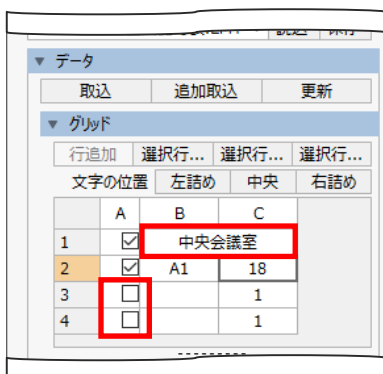 データ
取込 追加取込 更新
グリッド
行追加 選択行... 選択行... 選択行...
文字の位置 左詰め 中央 右詰め
A B C
1 中央会議室
2 A1 18
3 1
4 1